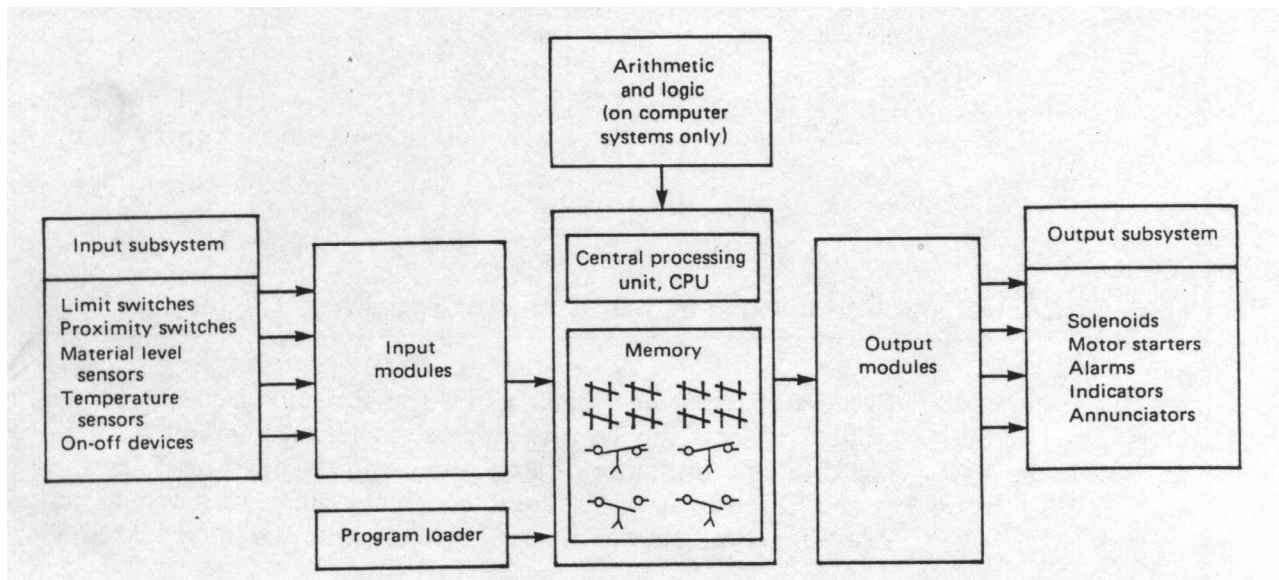 Arithmetic
and logic
(on computer
systems only)
Input subsystem
Limit switches
Proximity switches
Material level
sensors
Temperature
sensors
On-off devices
Input
modules
Program loader
Central processing
unit, CPU
Memory
Output
modules
Output subsystem
Solenoids
Motor starters
Alarms
Indicators
Annunciators